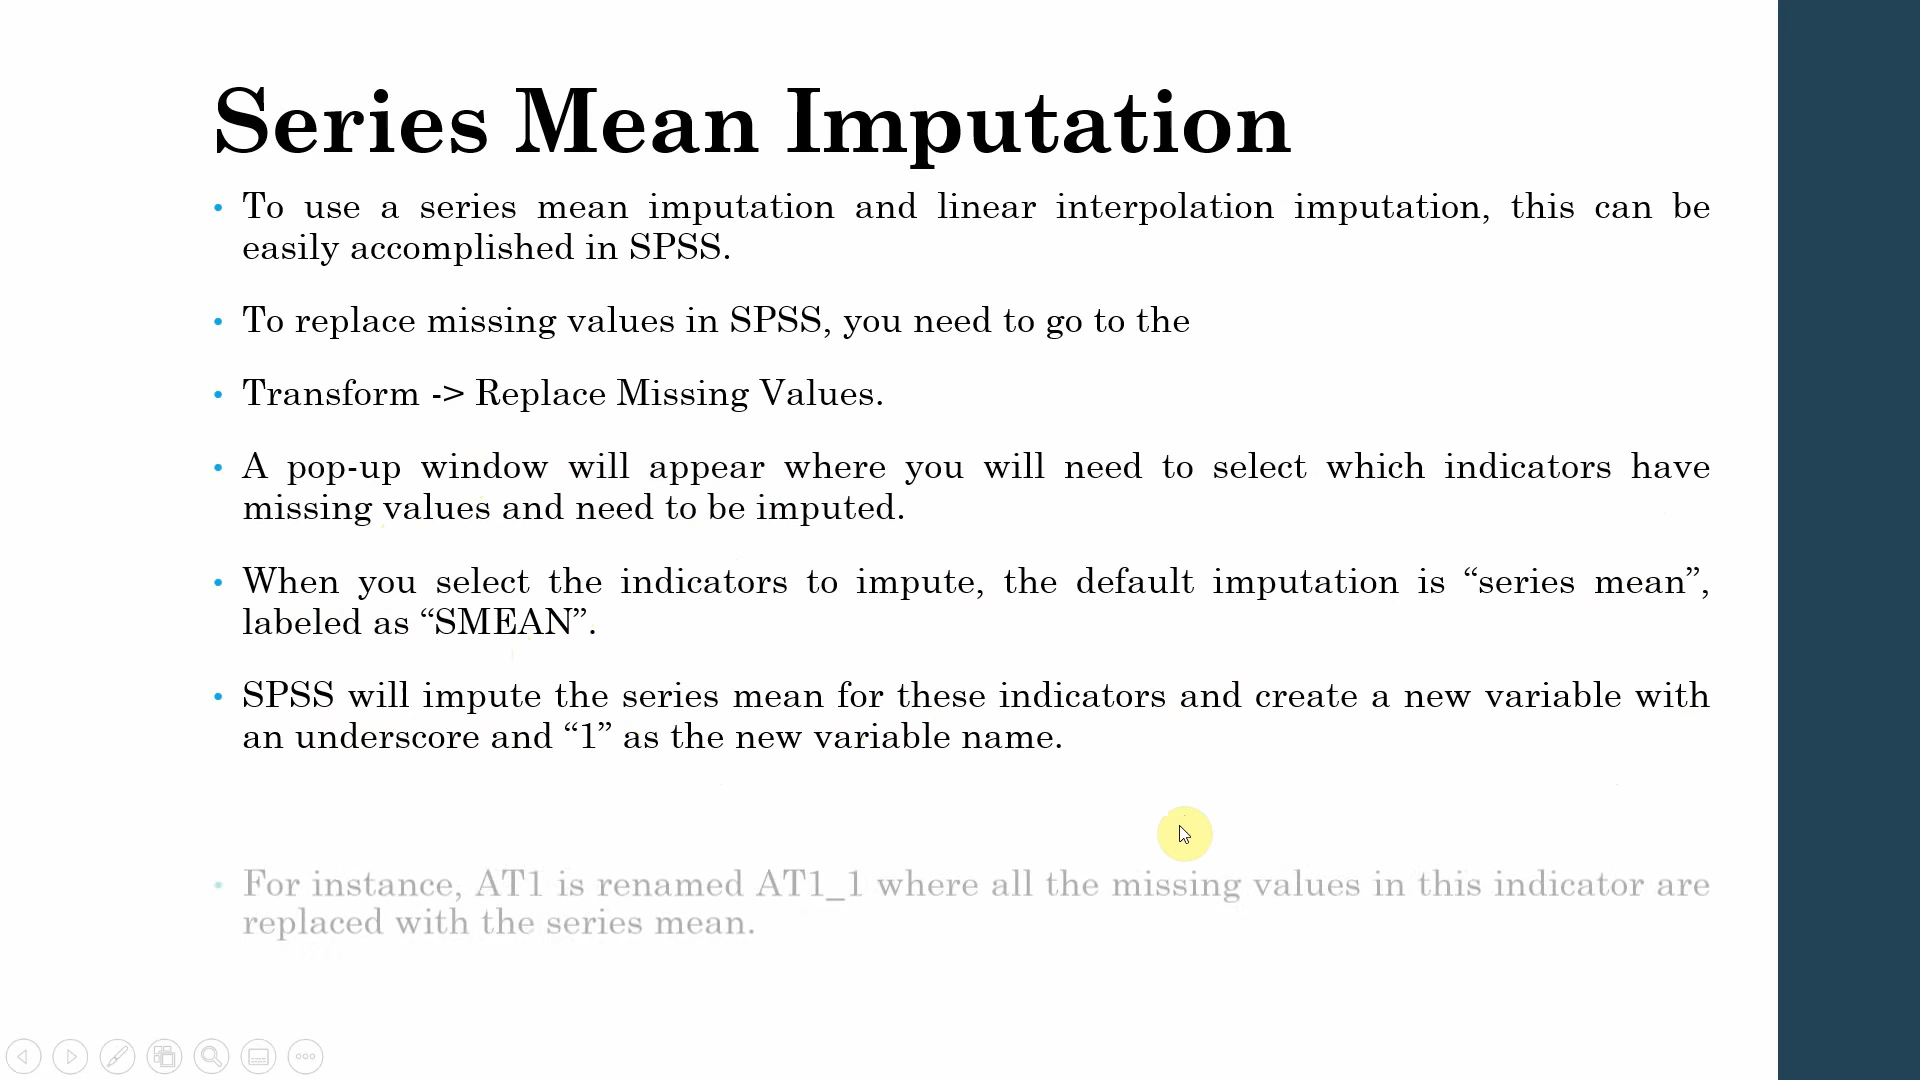 Series Mean Imputation
• To use a series mean imputation and linear interpolation imputation, this can be
easily accomplished in SPSS.
• To replace missing values in SPSS, you need to go to the
• Transform -> Replace Missing Values.
• A pop-up window will appear where you will need to select which indicators have
missing values and need to be imputed.
• When you select the indicators to impute, the default imputation is “series mean”,
labeled as “SMEAN”.
• SPSS will impute the series mean for these indicators and create a new variable with
an underscore and “1” as the new variable name.
• For instance, AT1 is renamed AT1_1 where all the missing values in this indicator are
replaced with the series mean.